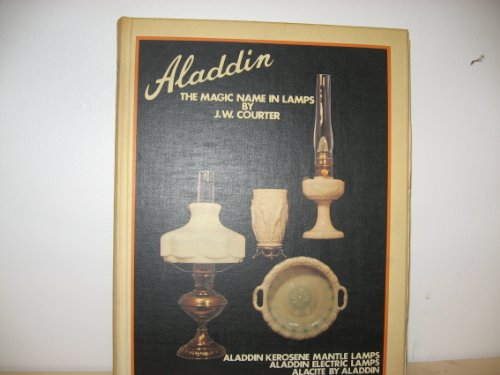 Aladdin
THE MAGIC NAME IN LAMPS
BY
J.W. COURTER
ALADDIN KEROSENE MANTLE LAMPS
ALADDIN ELECTRIC LAMPS
ALACITE BY ALADDIN